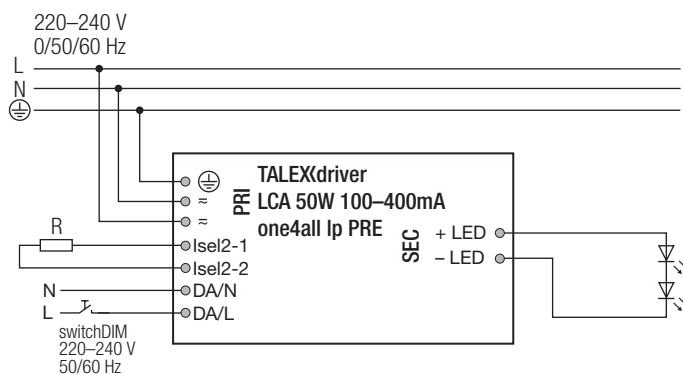 220–240 V
0/50/60 Hz
L
N
TALEXXdriver
LCA 50W 100–400mA
one4all lp PRE
PRI
≈
≈
R
Isel2-1
Isel2-2
N
DA/N
L
DA/L
switchDIM
220–240 V
50/60 Hz
SEC
+ LED
– LED